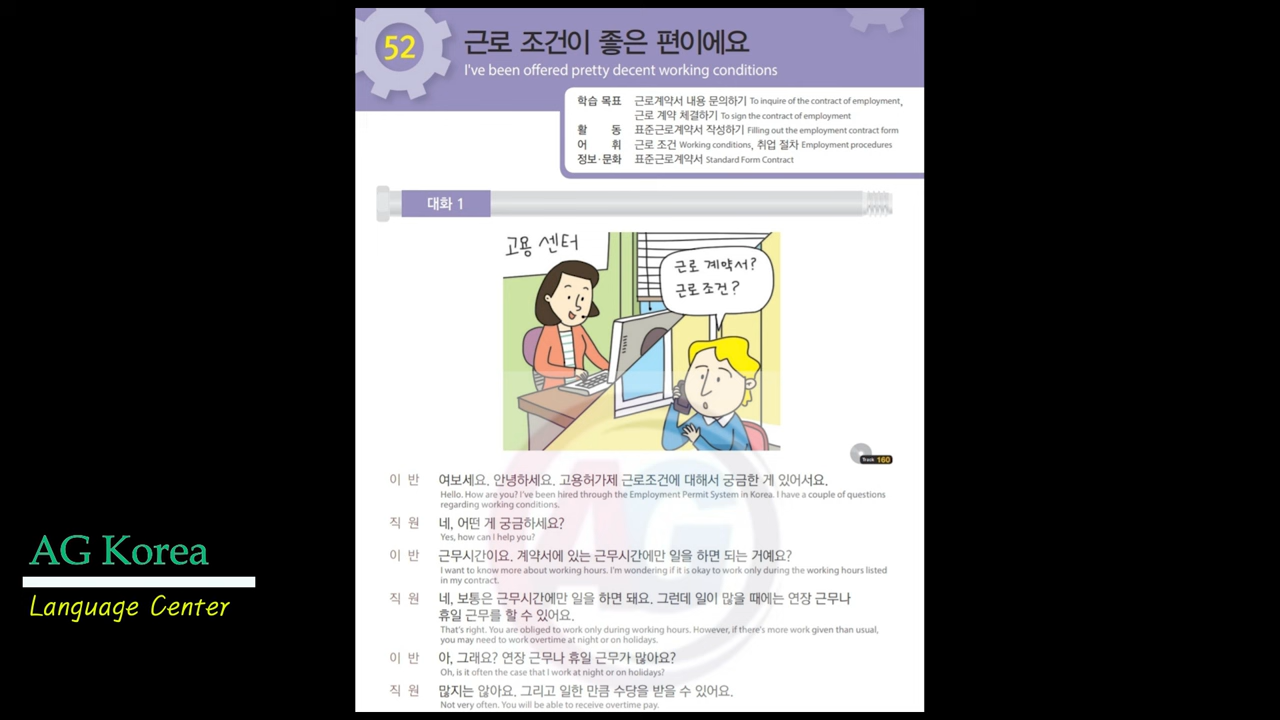 52
근로 조건이 좋은 편이에요
I've been offered pretty decent working conditions
학습 목표 근로계약서 내용 문의하기 To inquire of the contract of employment,
근로 계약 체결하기 To sign the contract of employment
활 동 표준근로계약서 작성하기 Filling out the employment contract form
어 휘 근로 조건 Working conditions, 취업 절차 Employment procedures
정보·문화 표준근로계약서 Standard Form Contract
대화 1
고용 센터
근로 계약서?
근로 조건?
Track 160
이 반 여보세요. 안녕하세요. 고용허가제 근로조건에 대해서 궁금한 게 있어서요.
Hello. How are you? I've been hired through the Employment Permit System in Korea. I have a couple of questions
regarding working conditions.
직 원 네, 어떤 게 궁금하세요?
Yes, how can I help you?
이 반 근무시간이요. 계약서에 있는 근무시간에만 일을 하면 되는 거예요?
I want to know more about working hours. I'm wondering if it is okay to work only during the working hours listed
in my contract.
직 원 네, 보통은 근무시간에만 일을 하면 돼요. 그런데 일이 많을 때에는 연장 근무나
휴일 근무를 할 수 있어요.
That's right. You are obliged to work only during working hours. However, if there's more work given than usual,
you may need to work overtime at night or on holidays.
이 반 아, 그래요? 연장 근무나 휴일 근무가 많아요?
Oh, is it often the case that I work at night or on holidays?
직 원 많지는 않아요. 그리고 일한 만큼 수당을 받을 수 있어요.
Not very often. You will be able to receive overtime pay.
AG Korea
Language Center
AG